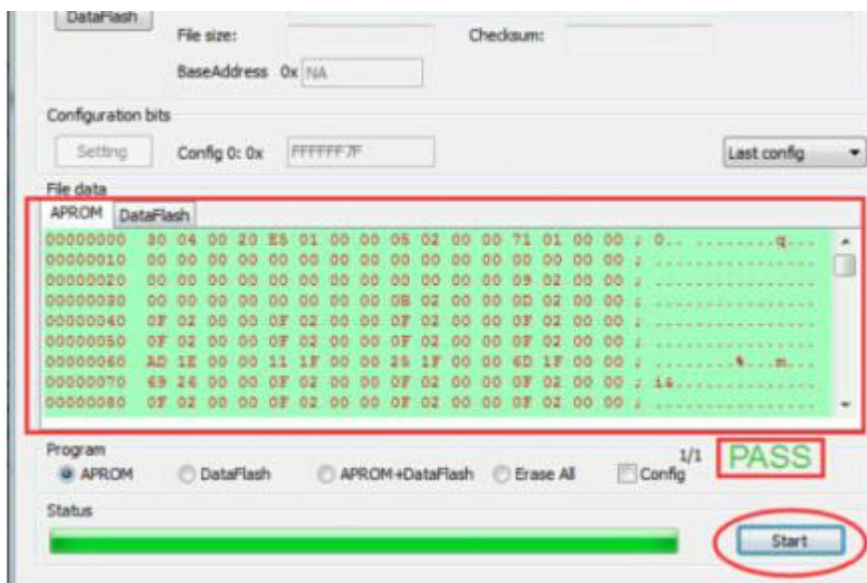 DataFlash
File size:
Checksum:
BaseAddress 0x NA
Configuration bits
Setting Config 0: 0x FFFFFF7F Last config
File data
APROM DataFlash
00000000 30 04 00 20 E5 01 00 00 05 02 00 00 71 01 00 00 ; 0.. ........q...
00000010 00 00 00 00 00 00 00 00 00 00 00 00 00 00 00 00 ; ................
00000020 00 00 00 00 00 00 00 00 00 00 00 00 09 02 00 00 ; ................
00000030 00 00 00 00 00 00 00 00 0B 02 00 00 0D 02 00 00 ; ................
00000040 0F 02 00 00 0F 02 00 00 0F 02 00 00 0F 02 00 00 ; ................
00000050 0F 02 00 00 0F 02 00 00 0F 02 00 00 0F 02 00 00 ; ................
00000060 AD 1E 00 00 11 1F 00 00 25 1F 00 00 6D 1F 00 00 ; ........%...m...
00000070 69 26 00 00 0F 02 00 00 0F 02 00 00 0F 02 00 00 ; i&..............
00000080 0F 02 00 00 0F 02 00 00 0F 02 00 00 0F 02 00 00 ; ................
Program 1/1 PASS
APROM DataFlash APROM+DataFlash Erase All Config
Status
Start